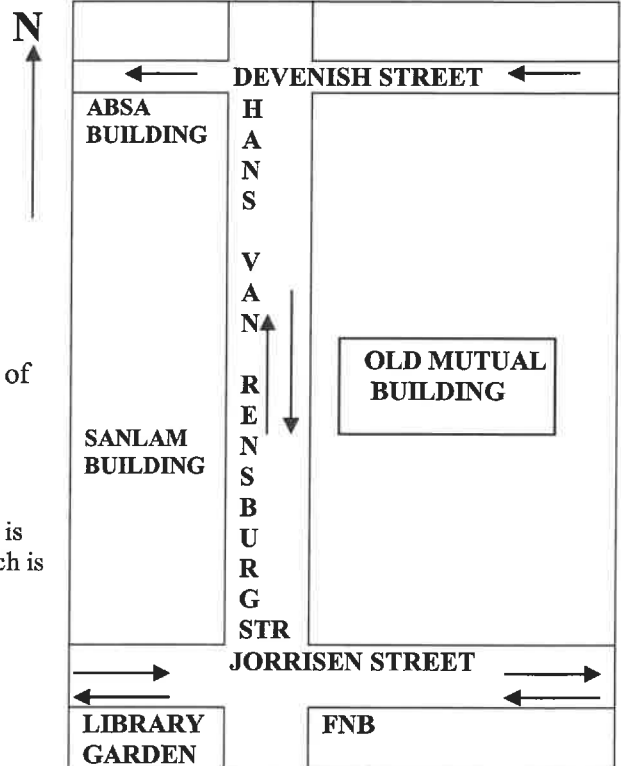 N
DEVENISH STREET
ABSA
BUILDING
H
A
N
S
V
A
N
R
E
N
S
B
U
R
G
STR
of
OLD MUTUAL
BUILDING
SANLAM
BUILDING
is
ch is
JORRISEN STREET
LIBRARY
GARDEN
FNB